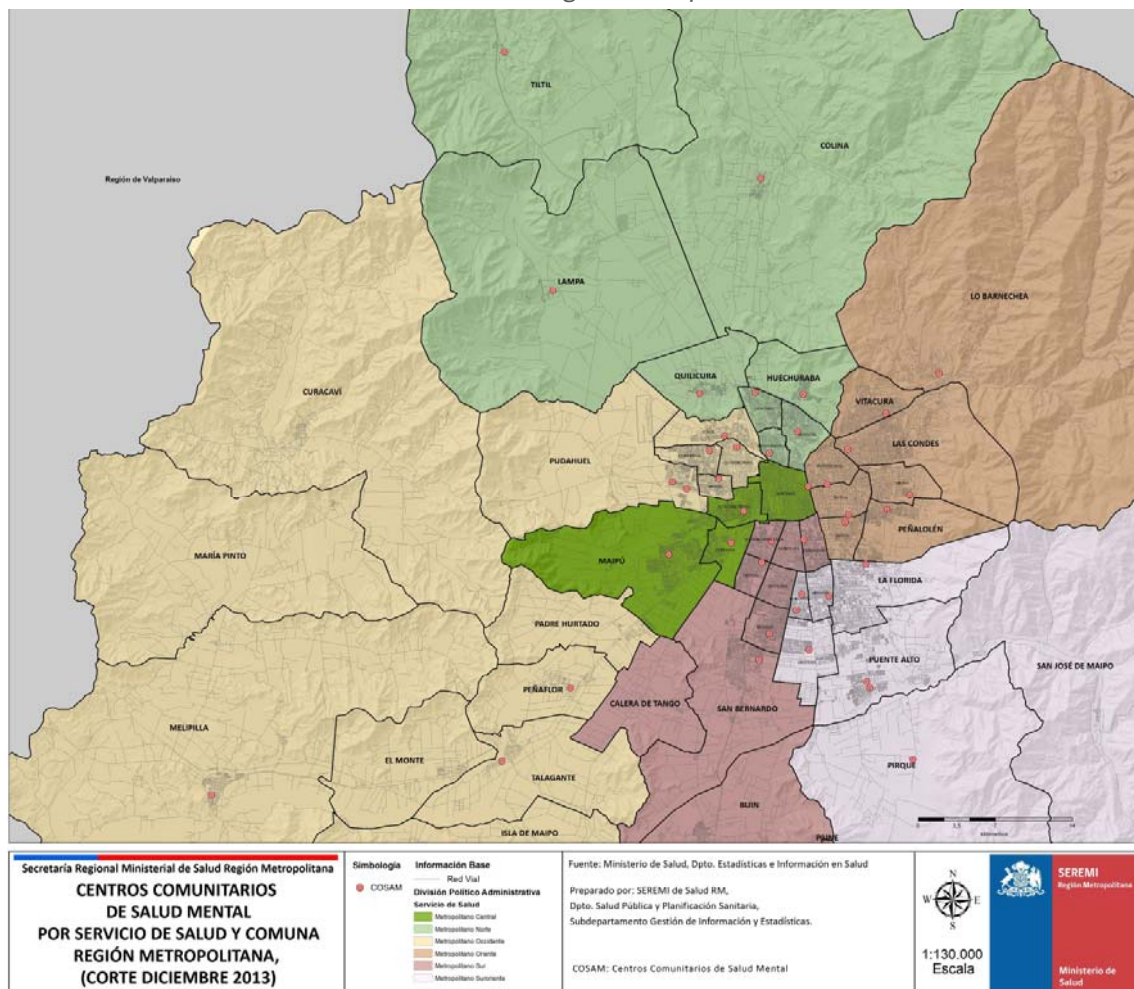 TILTIL
COLINA
Región de Valparaíso
LAMPA
LO BARNECHEA
QUILICURA
HUECHURABA
CURACAVÍ
VITACURA
LAS CONDES
PUDAHUEL
PEÑALOLÉN
MARÍA PINTO
MAIPÚ
LA FLORIDA
PADRE HURTADO
PUENTE ALTO
SAN JOSÉ DE MAIPO
PEÑAFLOR
CALERA DE TANGO
SAN BERNARDO
MELIPILLA
EL MONTE
TALAGANTE
PIRQUE
BUIN
ISLA DE MAIPO
PAINE
Secretaría Regional Ministerial de Salud Región Metropolitana
CENTROS COMUNITARIOS
DE SALUD MENTAL
POR SERVICIO DE SALUD Y COMUNA
REGIÓN METROPOLITANA,
(CORTE DICIEMBRE 2013)
Simbología
COSAM
Información Base
Red Vial
División Político Administrativa
Servicio de Salud
Metropolitano Central
Metropolitano Norte
Metropolitano Occidente
Metropolitano Oriente
Metropolitano Sur
Metropolitano Suroriente
Fuente: Ministerio de Salud, Dpto. Estadísticas e Información en Salud
Preparado por: SEREMI de Salud RM,
Dpto. Salud Pública y Planificación Sanitaria,
Subdepartamento Gestión de Información y Estadísticas.
COSAM: Centros Comunitarios de Salud Mental
N
W
E
S
1:130.000
Escala
SEREMI
Región Metropolitana
Ministerio de
Salud